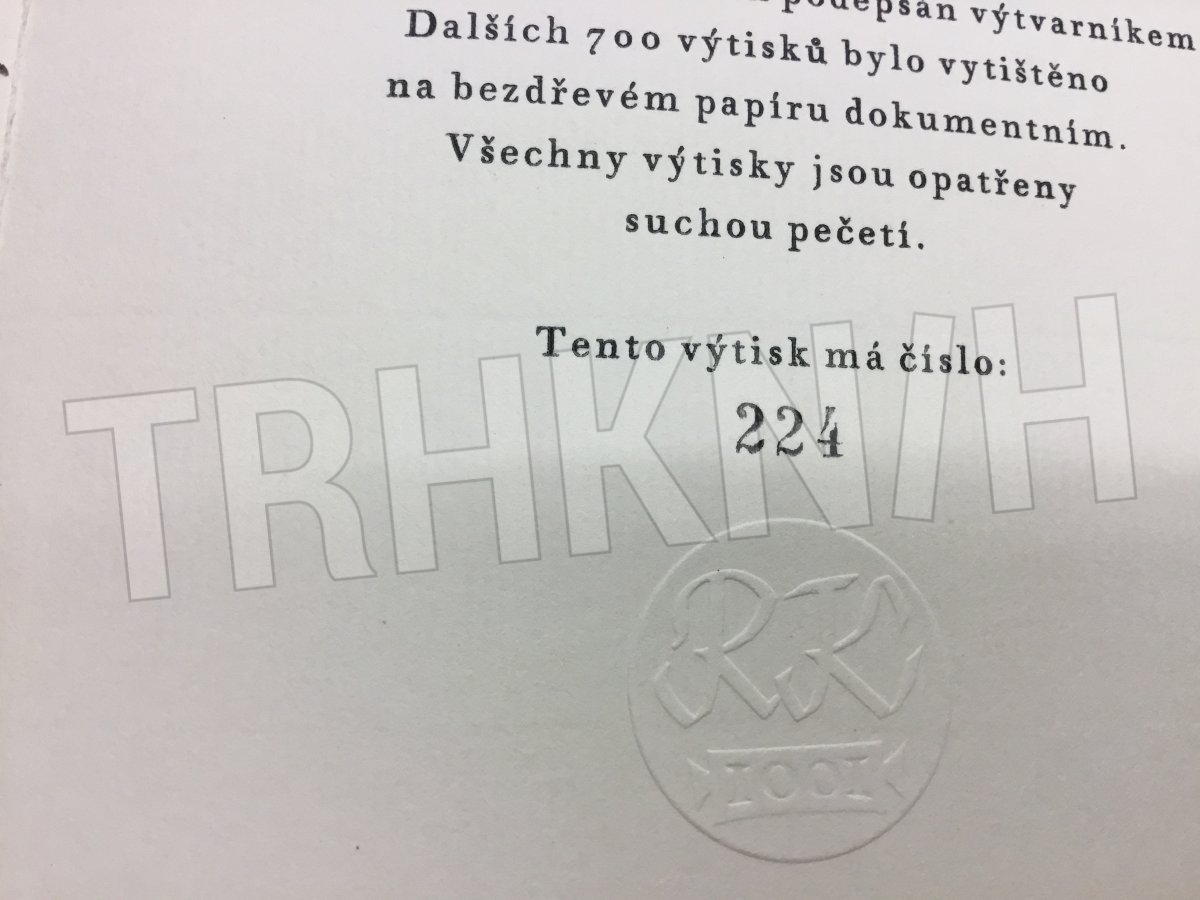 podepsán výtvarníkem
Dalších 700 výtisků bylo vytištěno
na bezdřevém papíru dokumentním.
Všechny výtisky jsou opatřeny
suchou pečetí.
Tento výtisk má číslo:
224
TRHKNIH
1001